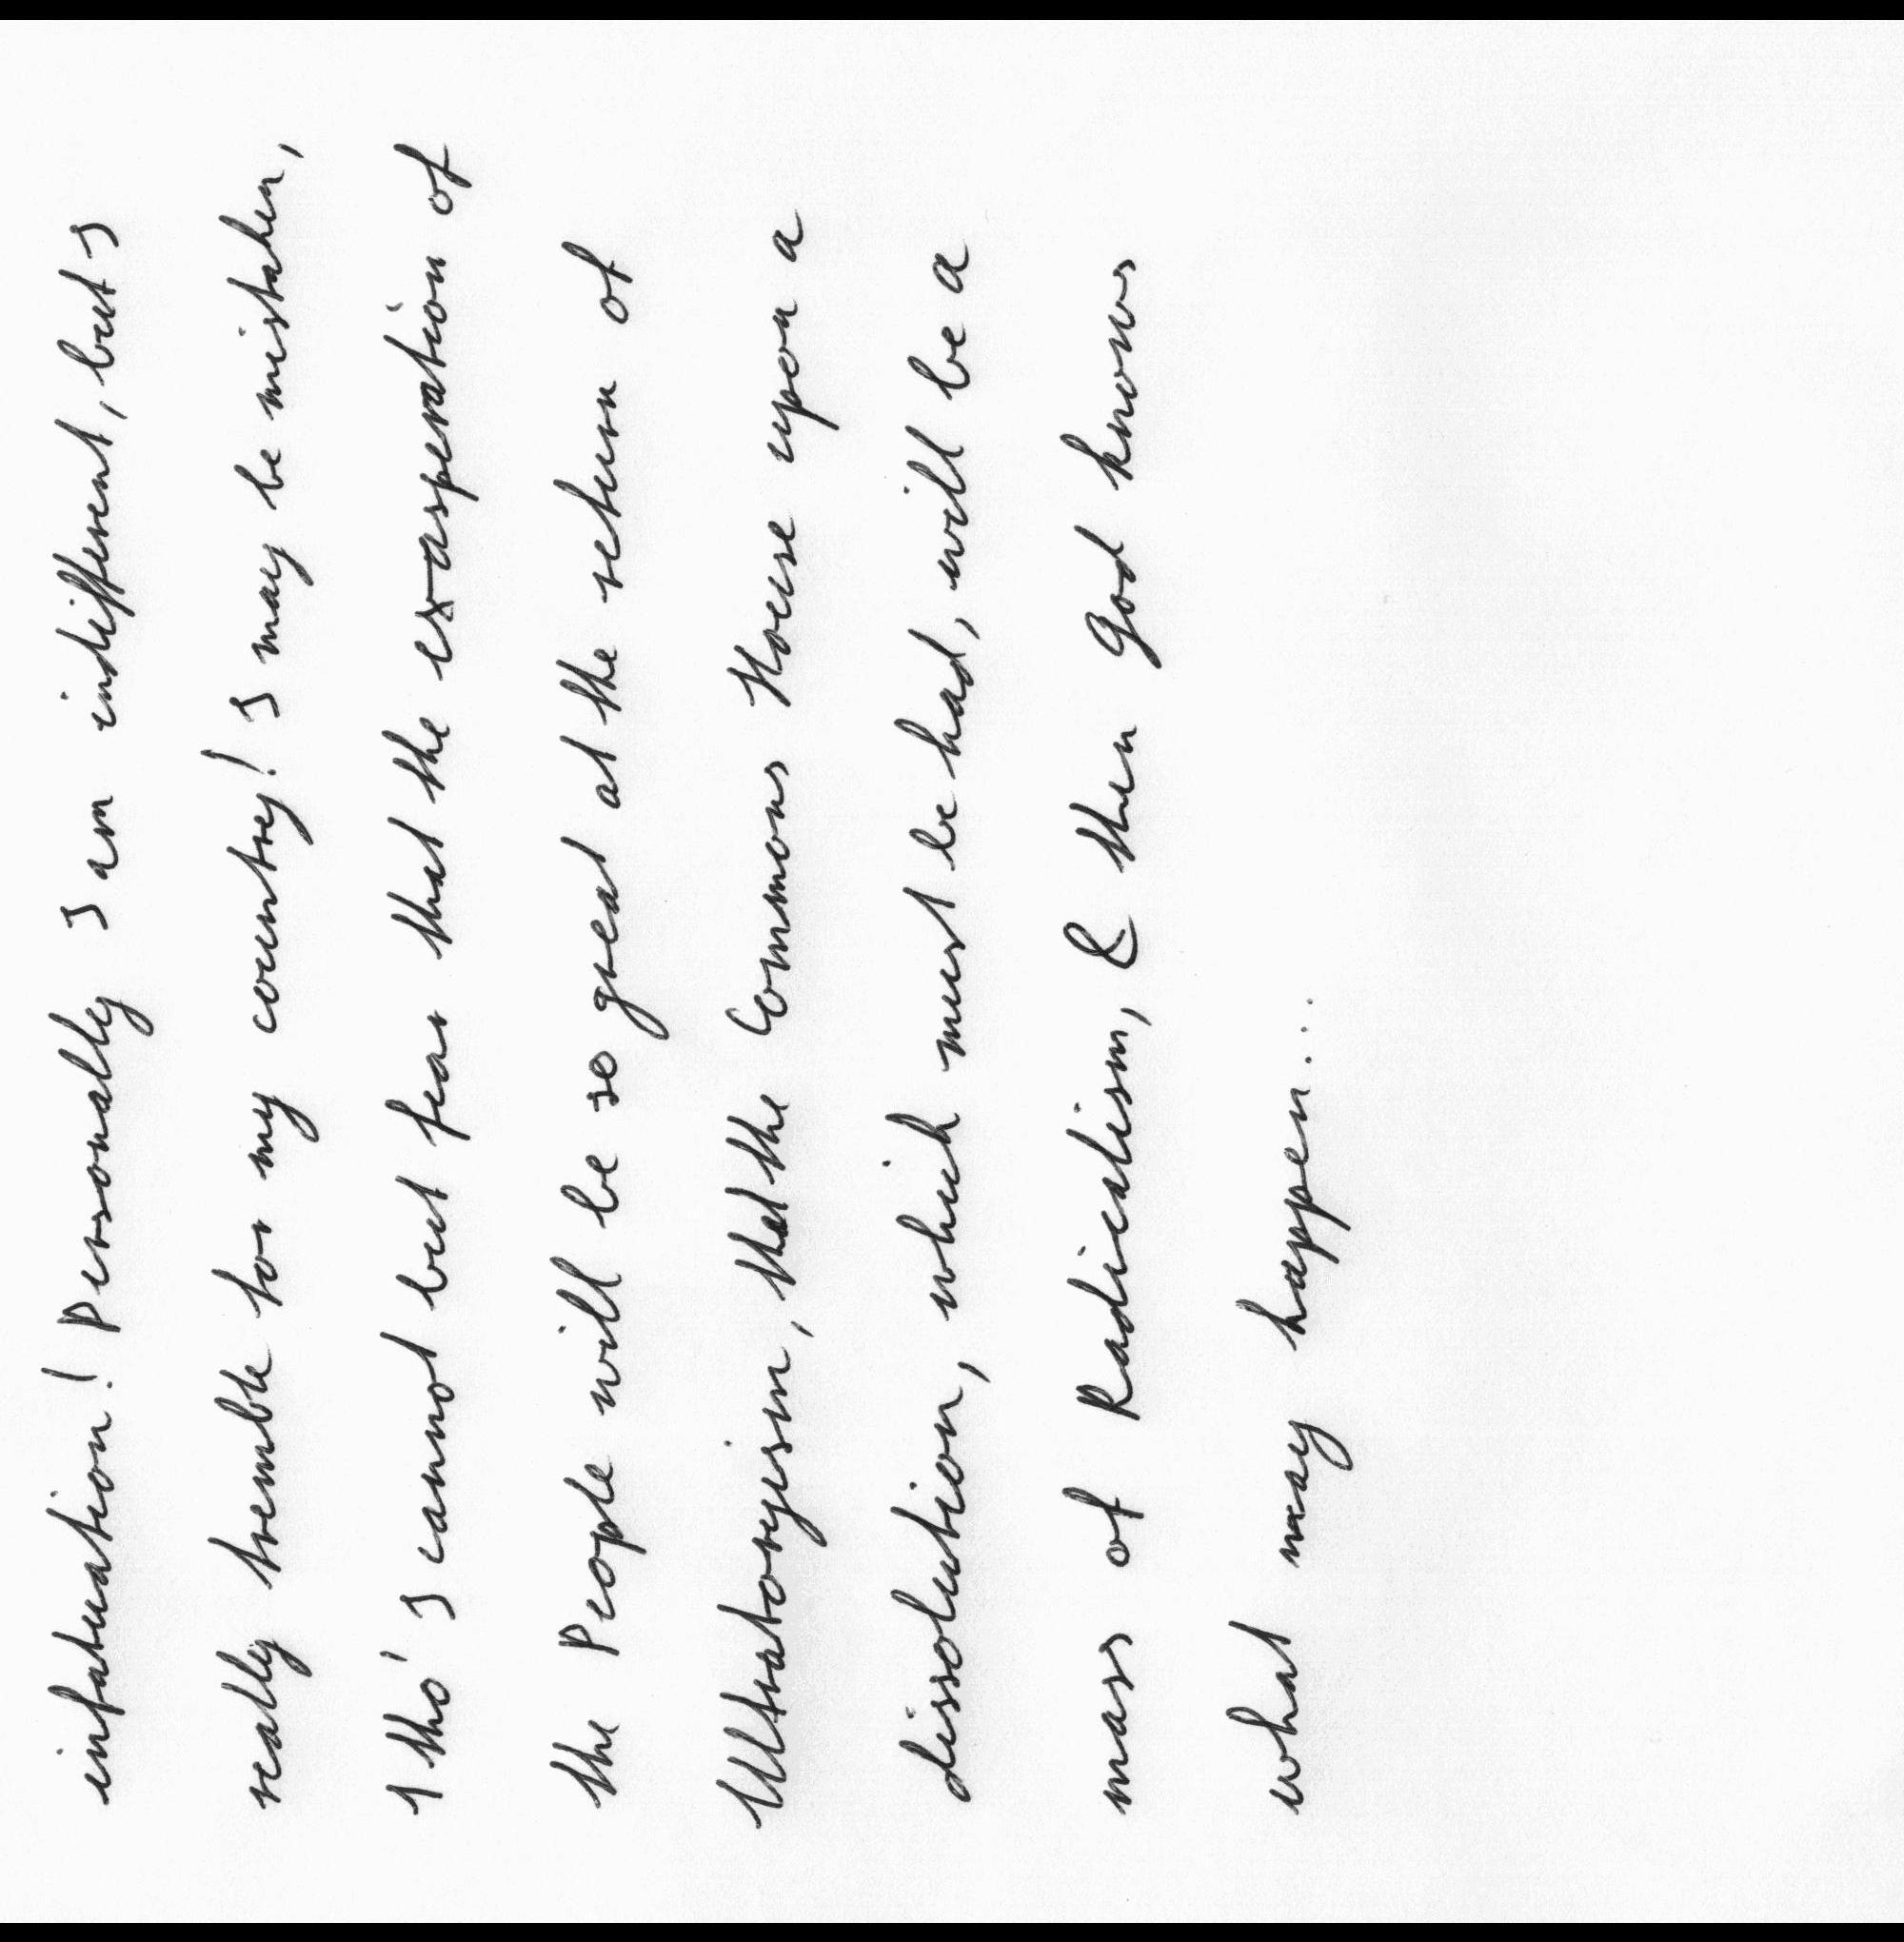 infatuation! Personally I am indifferent, but I
really tremble for my country! I may be mistaken,
tho' I cannot but fear that the exasperation of
the People will be so great at the return of
Ultratoryism, that the Commons House upon a
dissolution, which must be had, will be a
mass of Radicalism, & then God knows
what may happen...